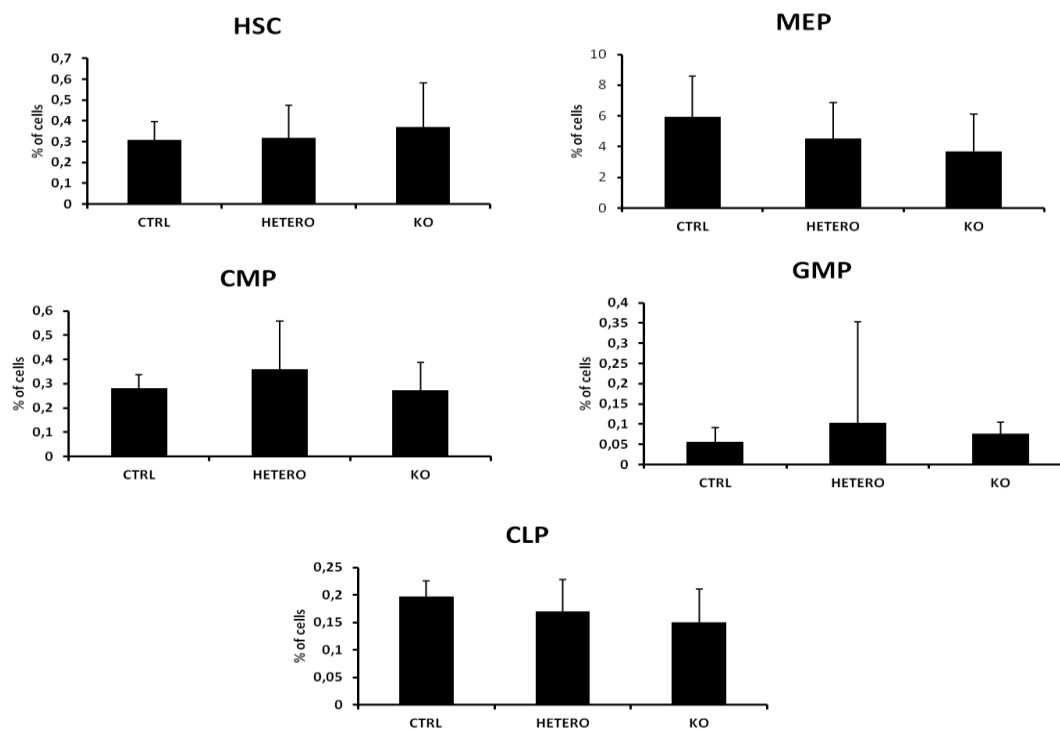 HSC
% of cells
0,7
0,6
0,5
0,4
0,3
0,2
0,1
0
CTRL HETERO KO
MEP
% of cells
10
8
6
4
2
0
CTRL HETERO KO
CMP
% of cells
0,6
0,5
0,4
0,3
0,2
0,1
0
CTRL HETERO KO
GMP
% of cells
0,4
0,35
0,3
0,25
0,2
0,15
0,1
0,05
0
CTRL HETERO KO
CLP
% of cells
0,25
0,2
0,15
0,1
0,05
0
CTRL HETERO KO